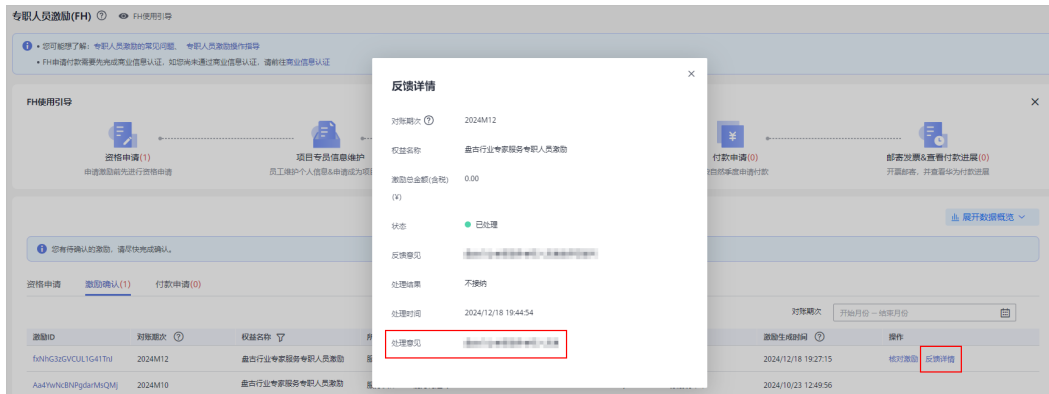 专职人员激励(FH) FH使用引导
• 您可能想了解：专职人员激励的常见问题、 专职人员激励操作指导
• FH申请付款需要先完成商业信息认证，如您尚未通过商业信息认证，请前往商业信息认证
FH使用引导
资格申请(1)
申请激励前先进行资格申请
项目专员信息维护
员工维护个人信息&申请成为项
付款申请(0)
自然季度申请付款
邮寄发票&查看付款进展(0)
开票邮寄，并查看华为付款进展
展开数据概览
您有待确认的激励，请尽快完成确认。
资格申请 激励确认(1) 付款申请(0)
对账期次 开始月份 – 结束月份
激励ID 对账期次 权益名称 激励生成时间 操作
fxNhG3zGVCUL1G41TnJ 2024M12 盘古行业专家服务专职人员激励 2024/12/18 19:27:15 核对激励 反馈详情
Aa4YwNcBNPgdarMsQMj 2024M10 盘古行业专家服务专职人员激励 2024/10/23 12:49:56
反馈详情
对账期次 2024M12
权益名称 盘古行业专家服务专职人员激励
激励总金额(含税) 0.00
(¥)
状态 已处理
反馈意见
处理结果 不接纳
处理时间 2024/12/18 19:44:54
处理意见